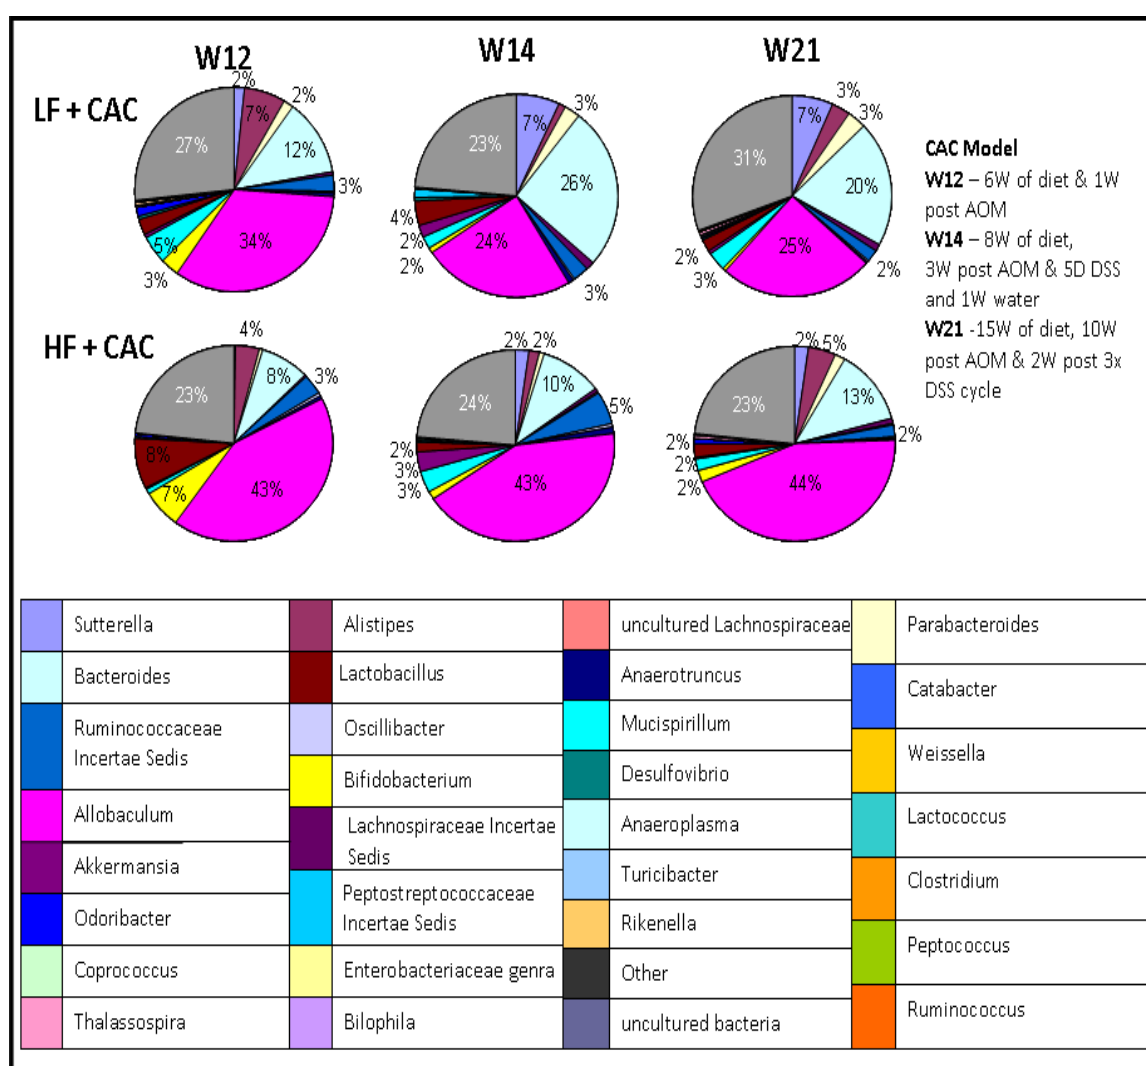 W12
W14
W21
LF + CAC
2%
7%
2%
12%
3%
34%
3%
5%
27%
7%
3%
26%
3%
24%
2%
2%
4%
23%
7%
3%
3%
20%
2%
25%
3%
2%
31%
CAC Model
W12 – 6W of diet & 1W
post AOM
W14 – 8W of diet,
3W post AOM & 5D DSS
and 1W water
W21 -15W of diet, 10W
post AOM & 2W post 3x
DSS cycle
HF + CAC
4%
8%
3%
43%
7%
8%
23%
2%
2%
10%
5%
43%
3%
3%
2%
24%
2%
5%
13%
2%
44%
2%
2%
2%
23%
Sutterella
Bacteroides
Ruminococcaceae
Incertae Sedis
Allobaculum
Akkermansia
Odoribacter
Coprococcus
Thalassospira
Alistipes
Lactobacillus
Oscillibacter
Bifidobacterium
Lachnospiraceae Incertae
Sedis
Peptostreptococcaceae
Incertae Sedis
Enterobacteriaceae genra
Bilophila
uncultured Lachnospiraceae
Anaerotruncus
Mucispirillum
Desulfovibrio
Anaeroplasma
Turicibacter
Rikenella
Other
uncultured bacteria
Parabacteroides
Catabacter
Weissella
Lactococcus
Clostridium
Peptococcus
Ruminococcus